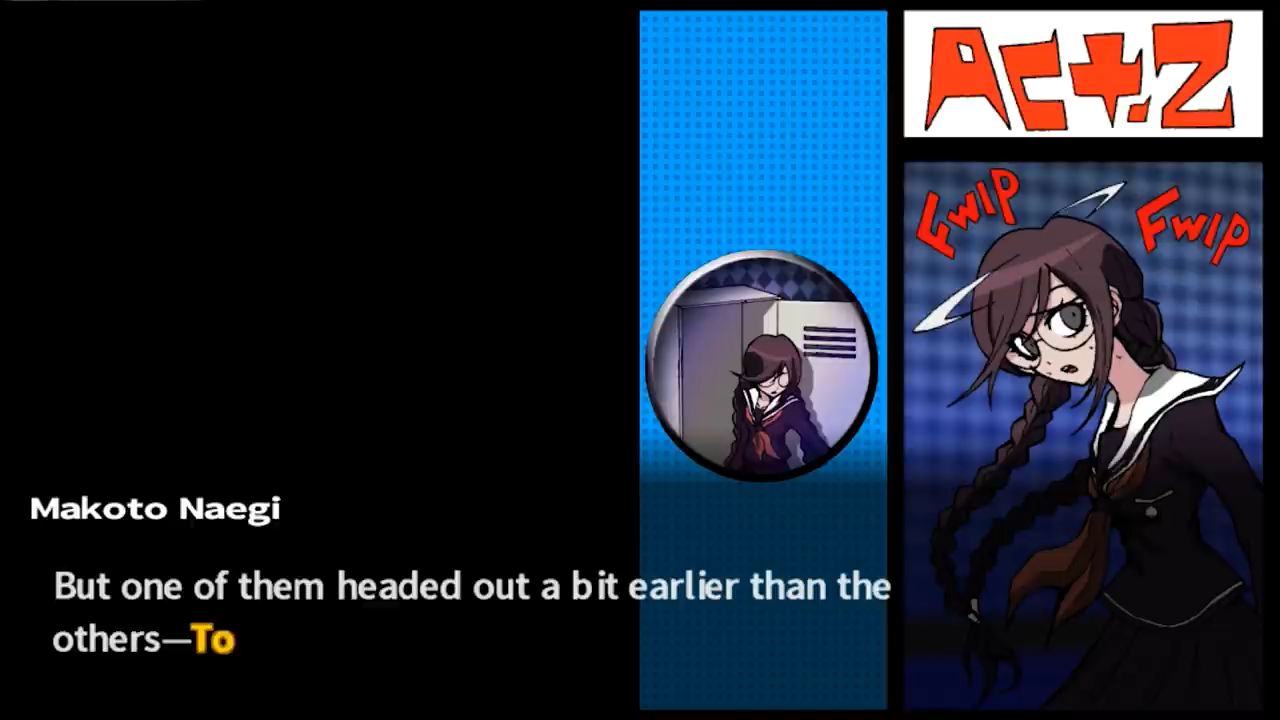 Act.2
FWIP
FWIP
Makoto Naegi
But one of them headed out a bit earlier than the
others—To